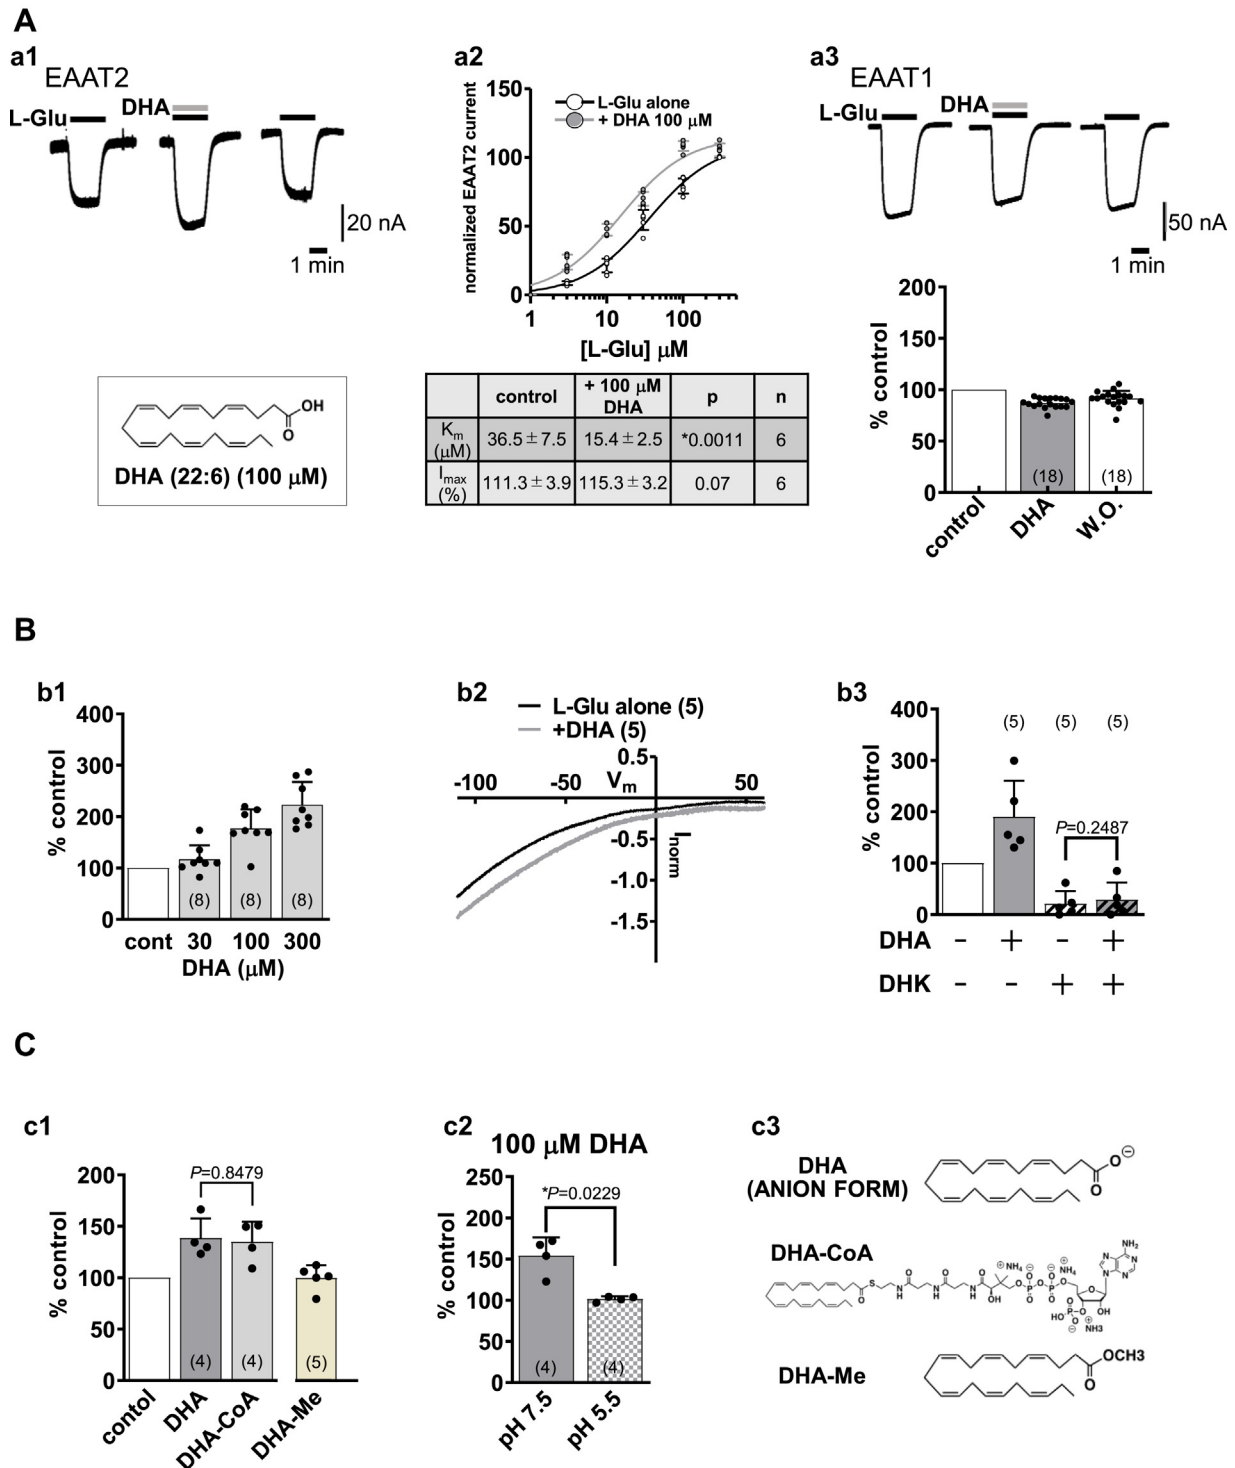 A
a1
EAAT2
L-Glu
DHA
20 nA
1 min
OH
O
DHA (22:6) (100 μM)
a2
normalized EAAT2 current
150
100
50
0
L-Glu alone
+ DHA 100 μM
1 10 100
[L-Glu] μM
control + 100 μM DHA p n
Km (μM) 36.5 ± 7.5 15.4 ± 2.5 *0.0011 6
Imax (%) 111.3 ± 3.9 115.3 ± 3.2 0.07 6
a3
EAAT1
L-Glu
DHA
50 nA
1 min
% control
200
150
100
50
0
(18) (18)
control DHA W.O.
B
b1
% control
400
300
200
100
0
(8) (8) (8)
cont 30 100 300
DHA (μM)
b2
L-Glu alone (5)
+DHA (5)
0.5
-100 -50 Vm 50
-0.5
Inorm
-1.0
-1.5
b3
% control
400
300
200
100
0
(5) (5) (5)
P=0.2487
DHA - + - +
DHK - - + +
C
c1
% control
200
150
100
50
0
P=0.8479
(4) (4) (5)
contol DHA DHA-CoA DHA-Me
c2
100 μM DHA
% control
250
200
150
100
50
0
*P=0.0229
(4) (4)
pH 7.5 pH 5.5
c3
DHA
(ANION FORM)
O ⊖
O
DHA-CoA
NH2
N N
N N
⊕NH4 ⊖ ⊖ ⊕NH4
O S N H O N H O N H O OH O P O P O O
HO P O OH
O ⊖ ⊕NH3
DHA-Me
OCH3
O